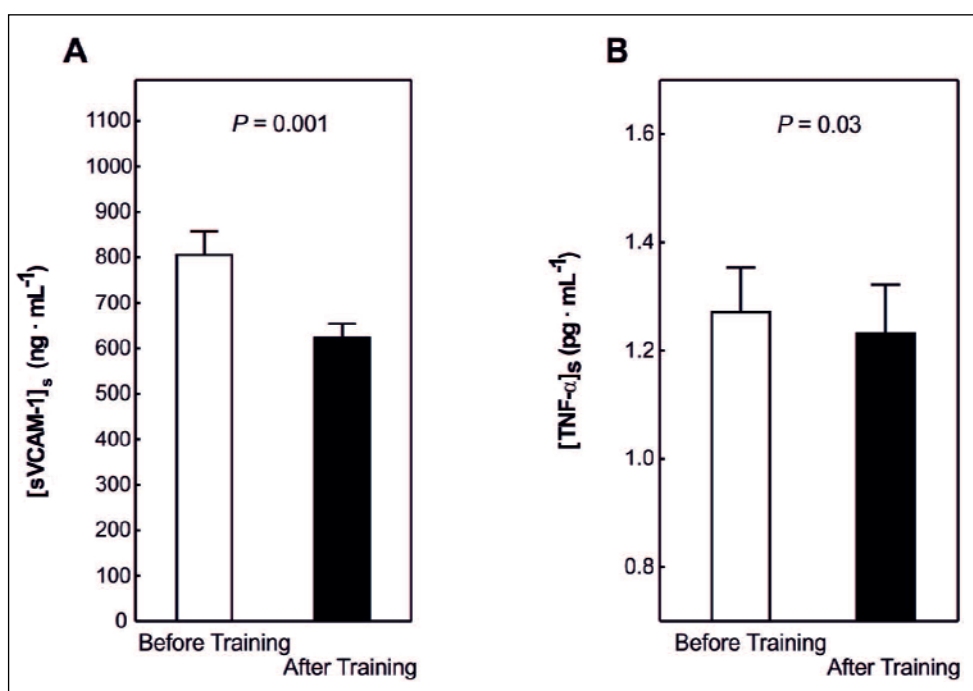 A
P = 0.001
1100
1000
900
800
700
600
500
400
300
200
100
0
[sVCAM-1]s (ng · mL-1)
Before Training
After Training
B
P = 0.03
1.6
1.4
1.2
1.0
0.8
[TNF-α]s (pg · mL-1)
Before Training
After Training